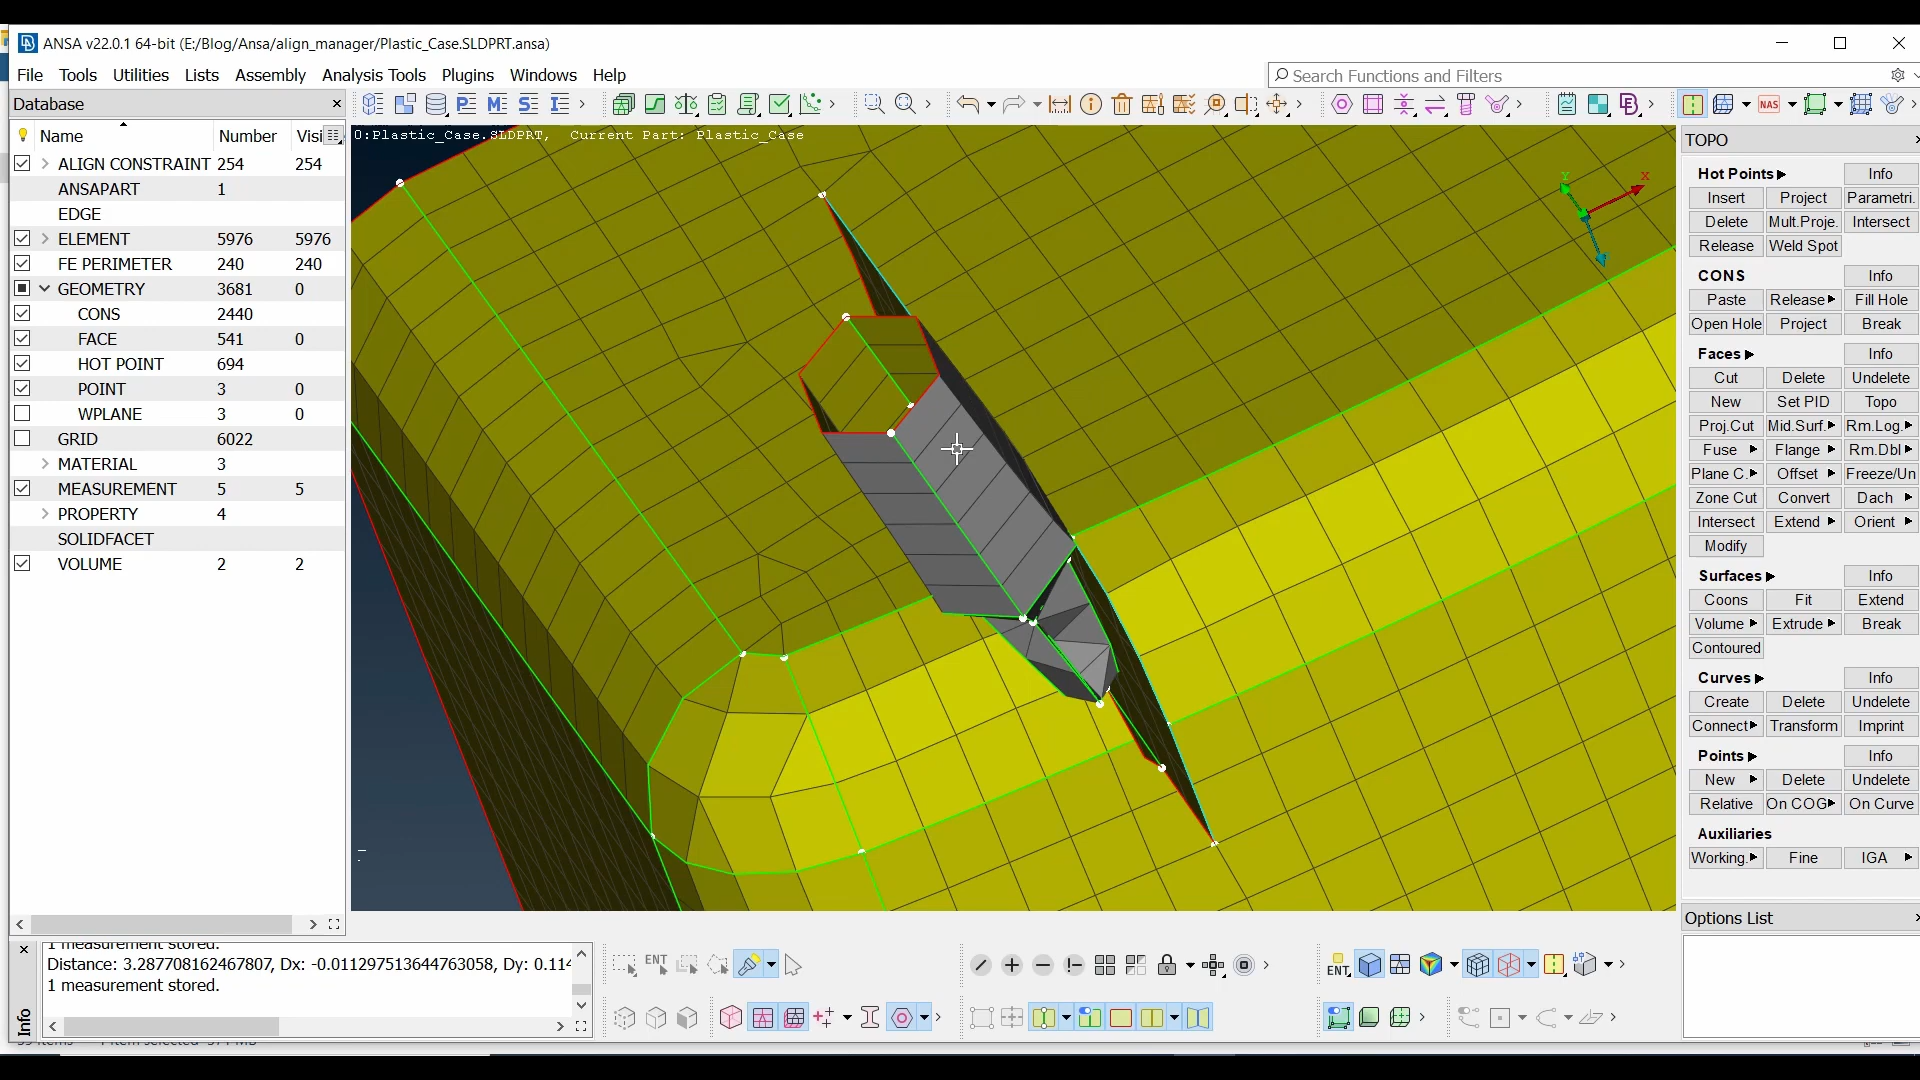 ANSA v22.0.1 64-bit (E:/Blog/Ansa/align_manager/Plastic_Case.SLDPRT.ansa)
File Tools Utilities Lists Assembly Analysis Tools Plugins Windows Help
Search Functions and Filters
Database
Name Number Visi
ALIGN CONSTRAINT 254 254
ANSAPART 1
EDGE
ELEMENT 5976 5976
FE PERIMETER 240 240
GEOMETRY 3681 0
CONS 2440
FACE 541 0
HOT POINT 694
POINT 3 0
WPLANE 3 0
GRID 6022
MATERIAL 3
MEASUREMENT 5 5
PROPERTY 4
SOLIDFACET
VOLUME 2 2
0:Plastic_Case.SLDPRT, Current Part: Plastic_Case
Y X
NAS
TOPO
Hot Points Info
Insert Project Parametri.
Delete Mult.Proje. Intersect
Release Weld Spot
CONS Info
Paste Release Fill Hole
Open Hole Project Break
Faces Info
Cut Delete Undelete
New Set PID Topo
Proj.Cut Mid.Surf. Rm.Log.
Fuse Flange Rm.Dbl
Plane C. Offset Freeze/Un
Zone Cut Convert Dach
Intersect Extend Orient
Modify
Surfaces Info
Coons Fit Extend
Volume Extrude Break
Contoured
Curves Info
Create Delete Undelete
Connect Transform Imprint
Points Info
New Delete Undelete
Relative On COG On Curve
Auxiliaries
Working. Fine IGA
Options List
1 measurement stored.
Distance: 3.287708162467807, Dx: -0.011297513644763058, Dy: 0.114
1 measurement stored.
Info
ENT
ENT